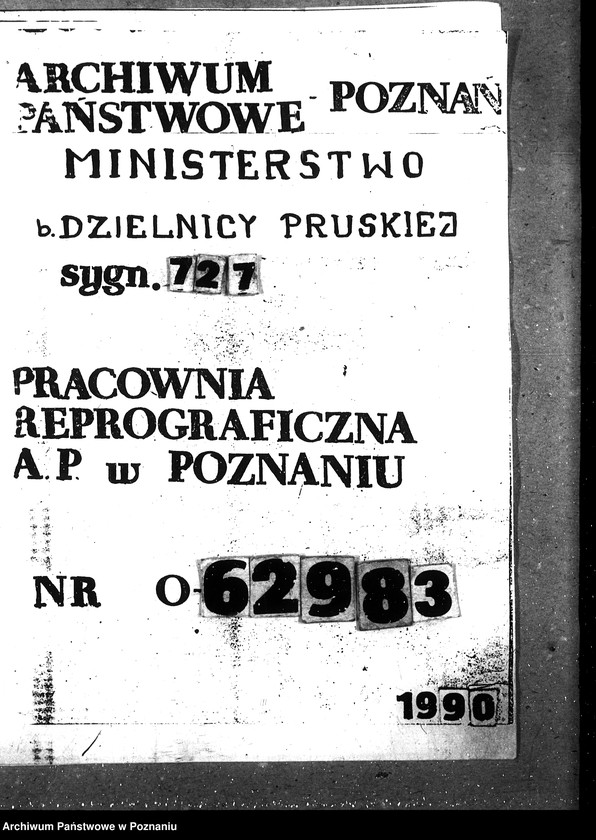 ARCHIWUM
PAŃSTWOWE - POZNAŃ
MINISTERSTWO
b. DZIELNICY PRUSKIEJ
sygn. 727
PRACOWNIA
REPROGRAFICZNA
A.P. w POZNANIU
NR O-62983
1990
Archiwum Państwowe w Poznaniu